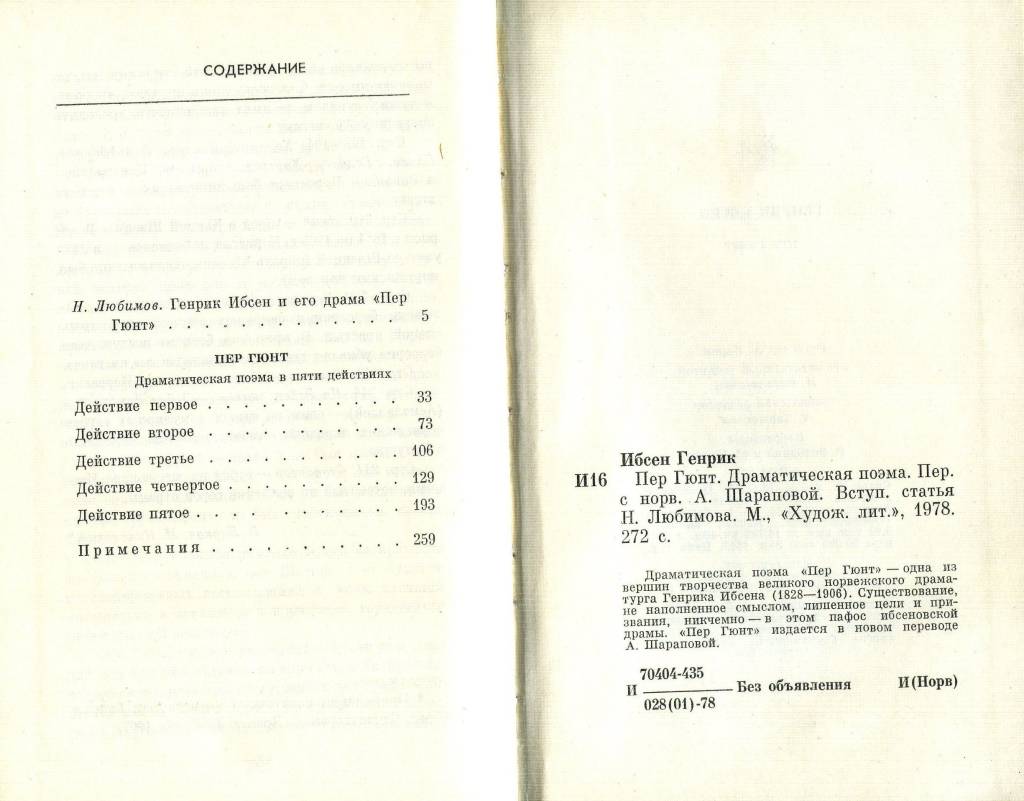 СОДЕРЖАНИЕ
Н. Любимов. Генрик Ибсен и его драма «Пер
Гюнт» . . . . . . . . . . . . . 5
ПЕР ГЮНТ
Драматическая поэма в пяти действиях
Действие первое . . . . . . . . . . . 33
Действие второе . . . . . . . . . . . 73
Действие третье . . . . . . . . . . . 106
Действие четвертое . . . . . . . . . . 129
Действие пятое . . . . . . . . . . . 193
Примечания . . . . . . . . . . . 259
Ибсен Генрик
И16 Пер Гюнт. Драматическая поэма. Пер.
с норв. А. Шараповой. Вступ. статья
Н. Любимова. М., «Худож. лит.», 1978.
272 с.
Драматическая поэма «Пер Гюнт» — одна из
вершин творчества великого норвежского драма-
турга Генрика Ибсена (1828—1906). Существование,
не наполненное смыслом, лишенное цели и при-
звания, никчемно — в этом пафос ибсеновской
драмы. «Пер Гюнт» издается в новом переводе
А. Шараповой.
70404-435
И ———— Без объявления И(Норв)
028(01)-78